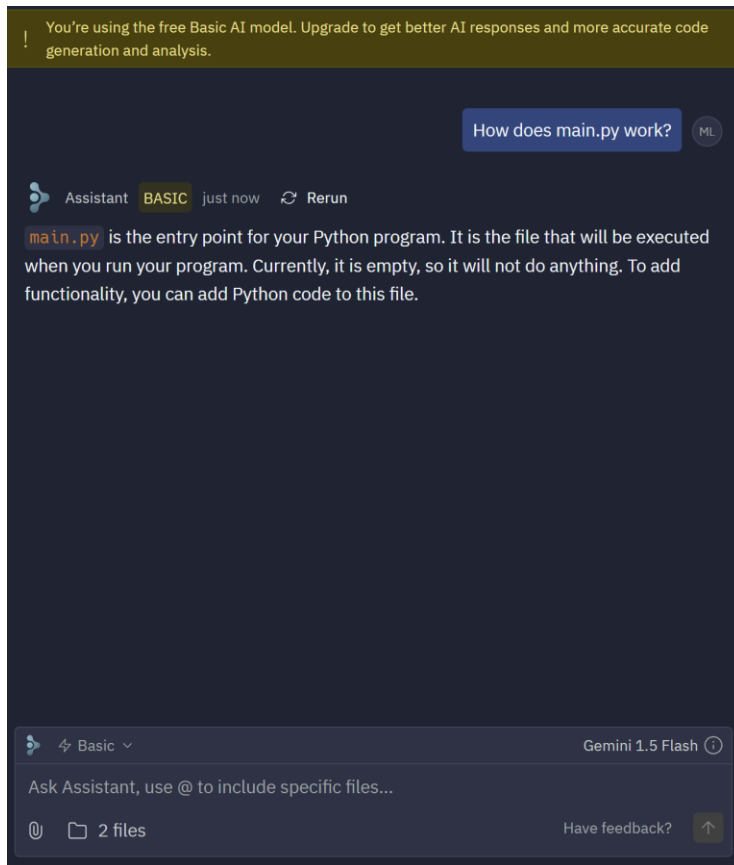 You're using the free Basic AI model. Upgrade to get better AI responses and more accurate code
generation and analysis.
How does main.py work?
ML
Assistant BASIC just now Rerun
main.py is the entry point for your Python program. It is the file that will be executed
when you run your program. Currently, it is empty, so it will not do anything. To add
functionality, you can add Python code to this file.
Basic
Gemini 1.5 Flash
Ask Assistant, use @ to include specific files...
2 files
Have feedback?